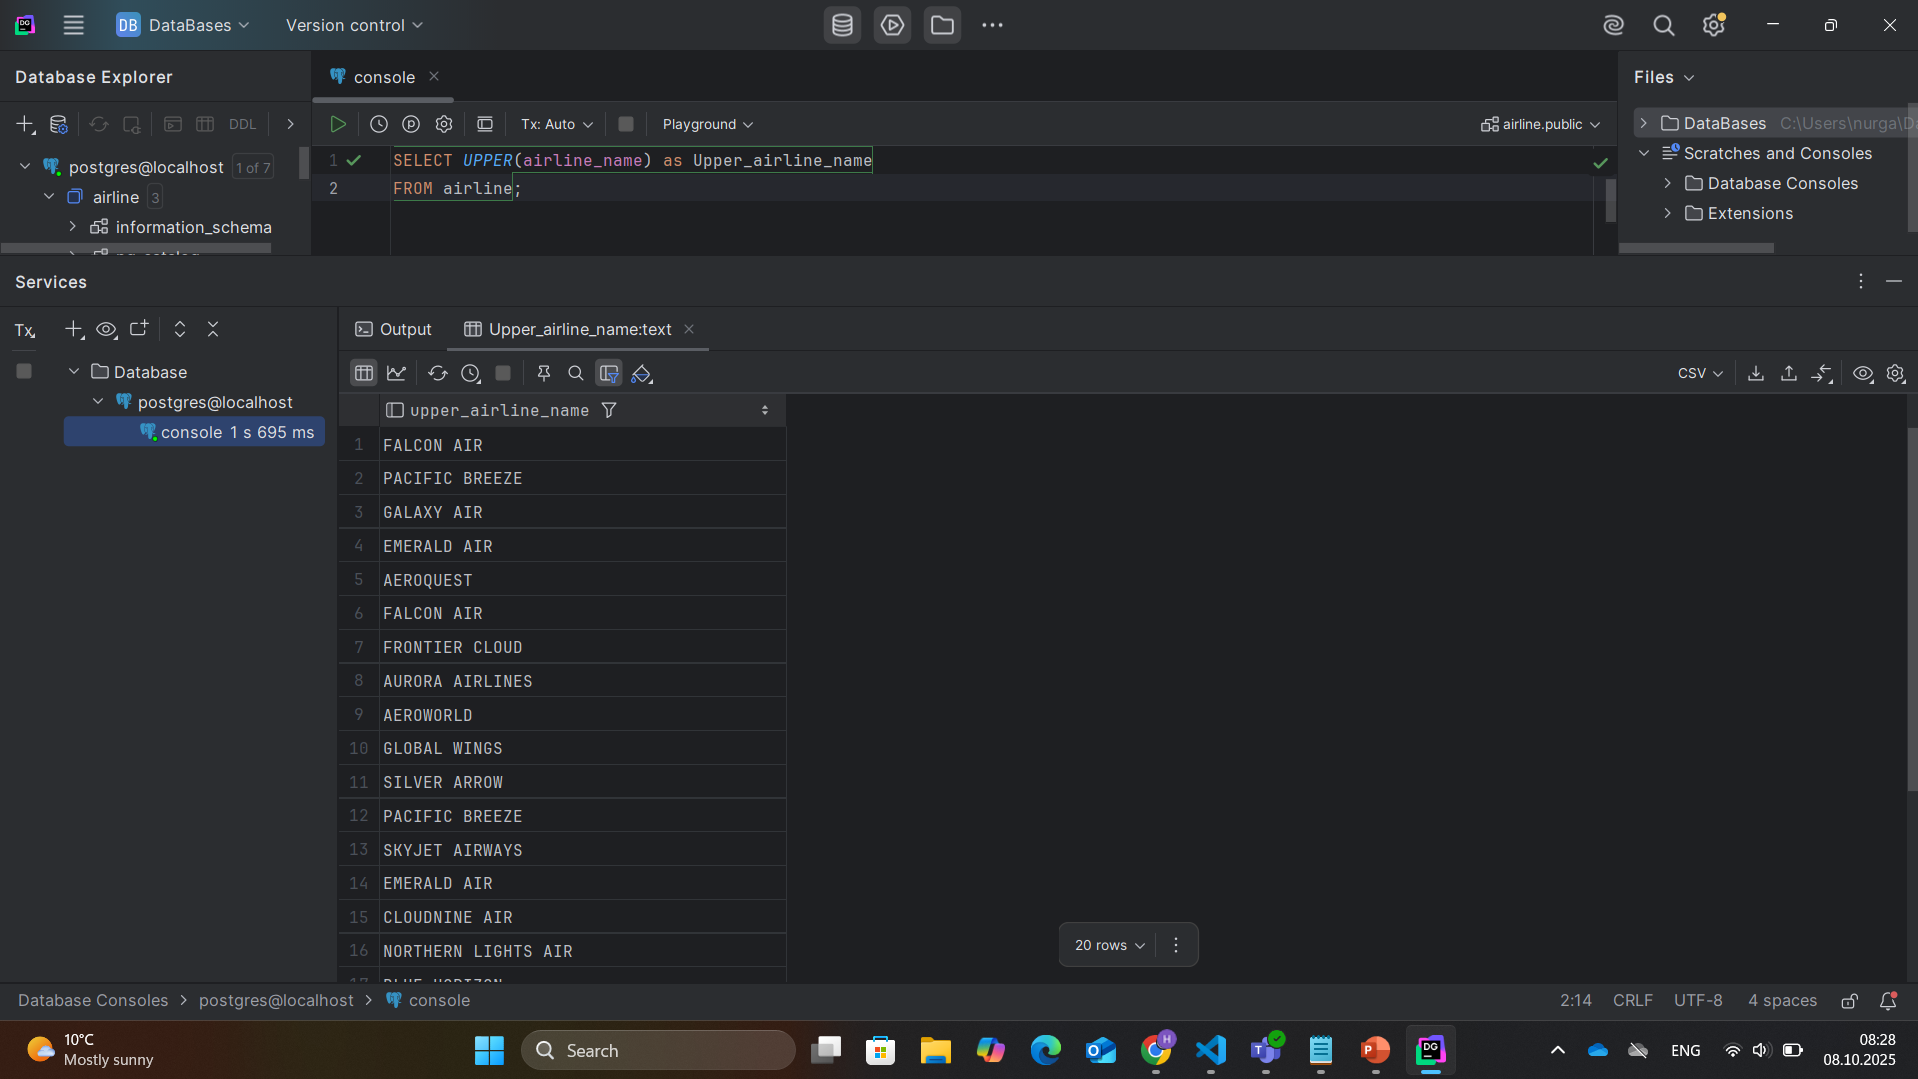 DB DataBases
Version control
Database Explorer
console
Files
DDL
Tx: Auto
Playground
airline.public
DataBases C:\Users\nurga\Da
postgres@localhost 1 of 7
1 SELECT UPPER(airline_name) as Upper_airline_name
2 FROM airline;
Scratches and Consoles
Database Consoles
Extensions
airline 3
information_schema
pg_catalog
Services
Tx
Output
Upper_airline_name:text
CSV
Database
postgres@localhost
console 1 s 695 ms
upper_airline_name
1 FALCON AIR
2 PACIFIC BREEZE
3 GALAXY AIR
4 EMERALD AIR
5 AEROQUEST
6 FALCON AIR
7 FRONTIER CLOUD
8 AURORA AIRLINES
9 AEROWORLD
10 GLOBAL WINGS
11 SILVER ARROW
12 PACIFIC BREEZE
13 SKYJET AIRWAYS
14 EMERALD AIR
15 CLOUDNINE AIR
16 NORTHERN LIGHTS AIR
17 BLUE HORIZON
20 rows
Database Consoles
postgres@localhost
console
2:14 CRLF UTF-8 4 spaces
10°C
Mostly sunny
Search
ENG
08:28
08.10.2025